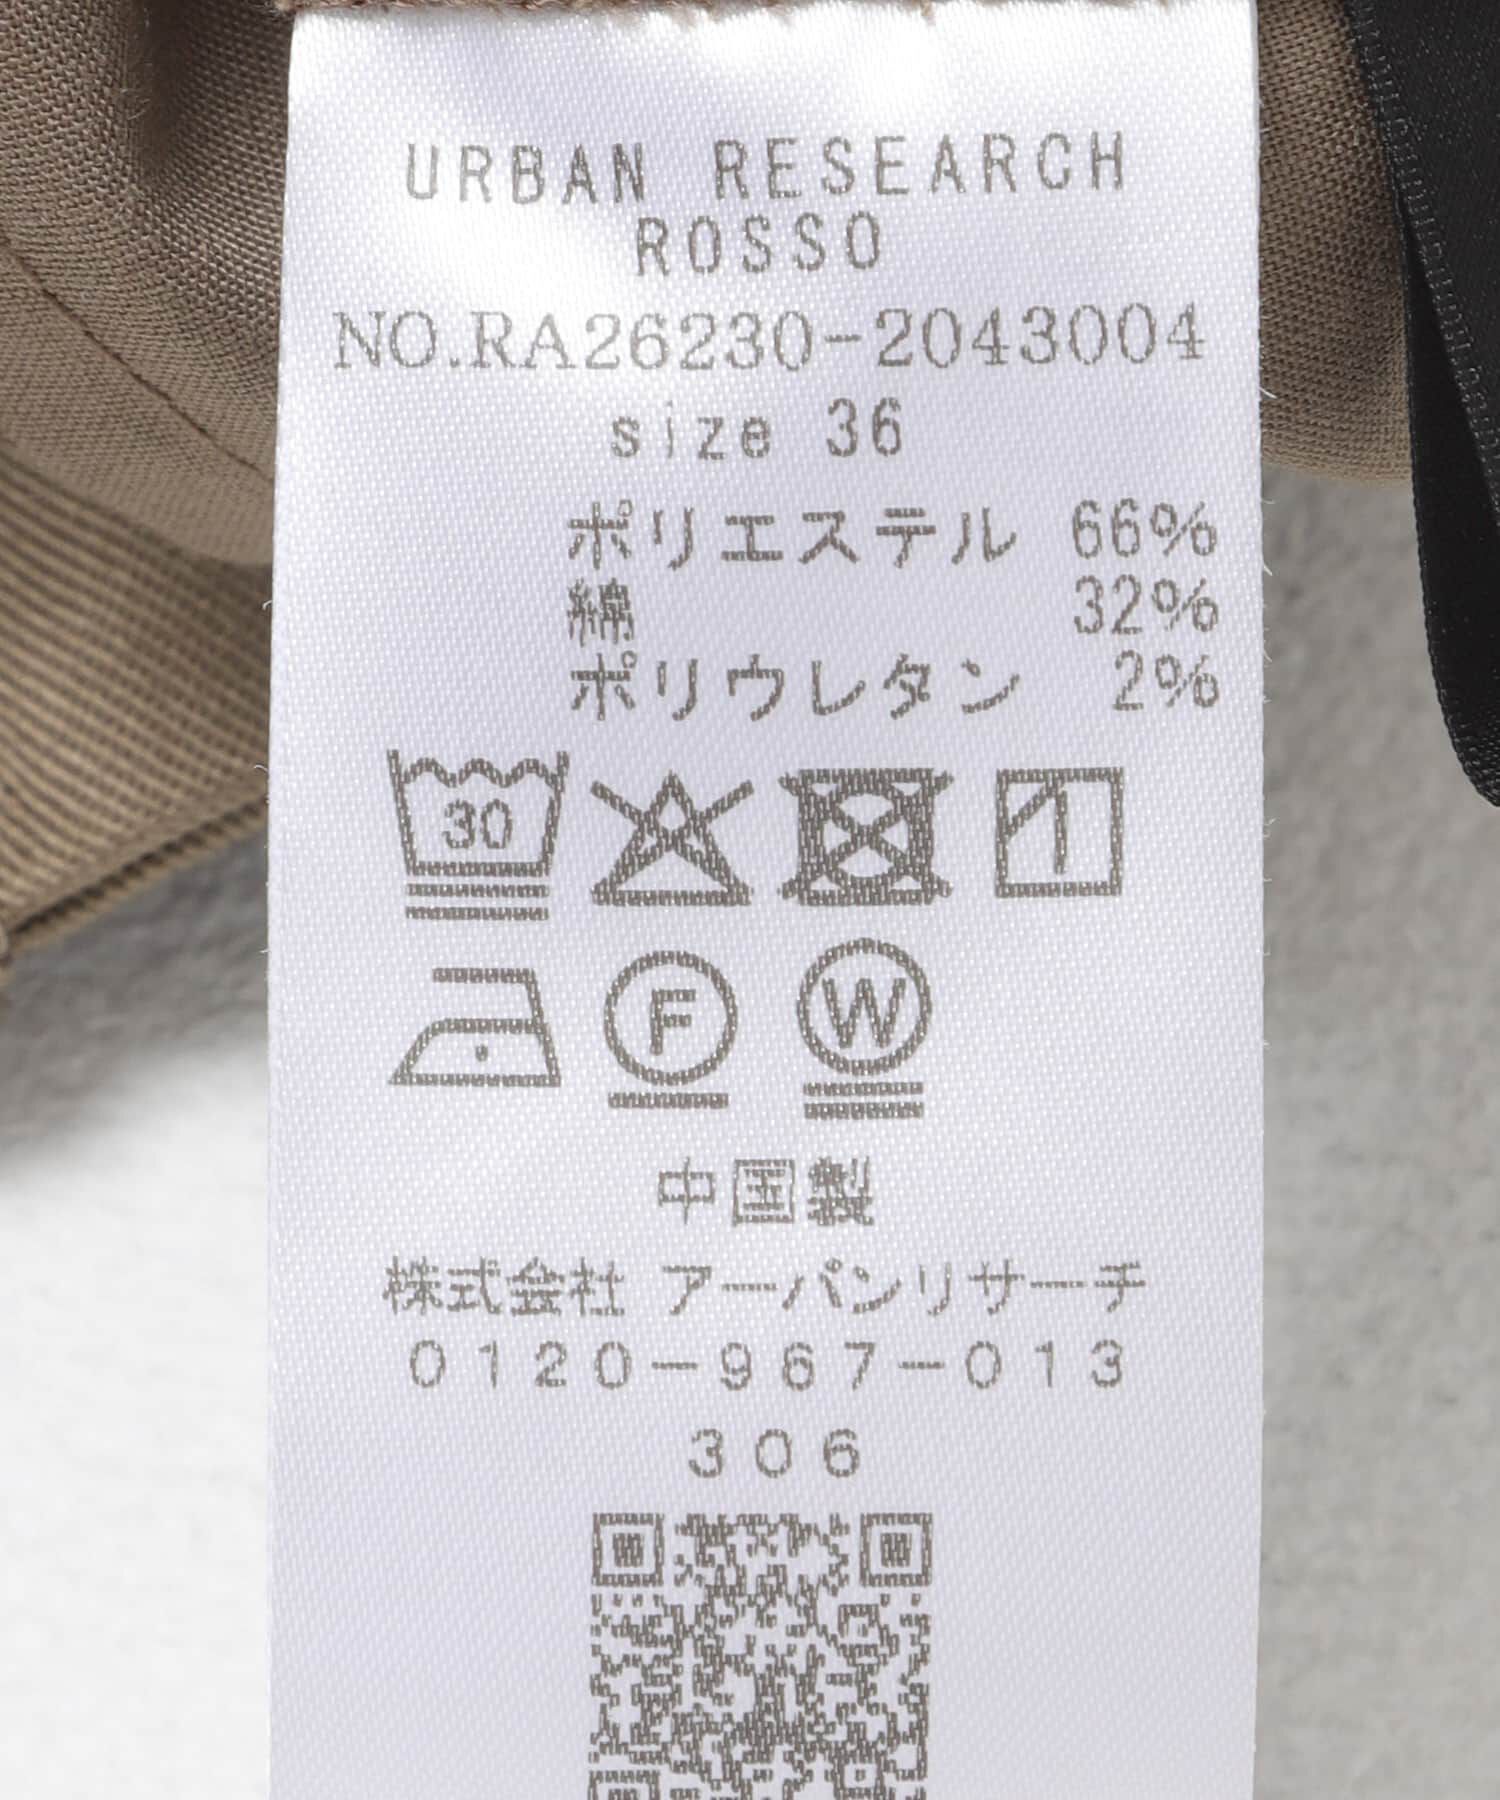 URBAN RESEARCH
ROSSO
NO.RA26230-2043004
size 36
ポリエステル 66%
綿 32%
ポリウレタン 2%
30
F W
中国製
株式会社 アーバンリサーチ
0120-967-013
306